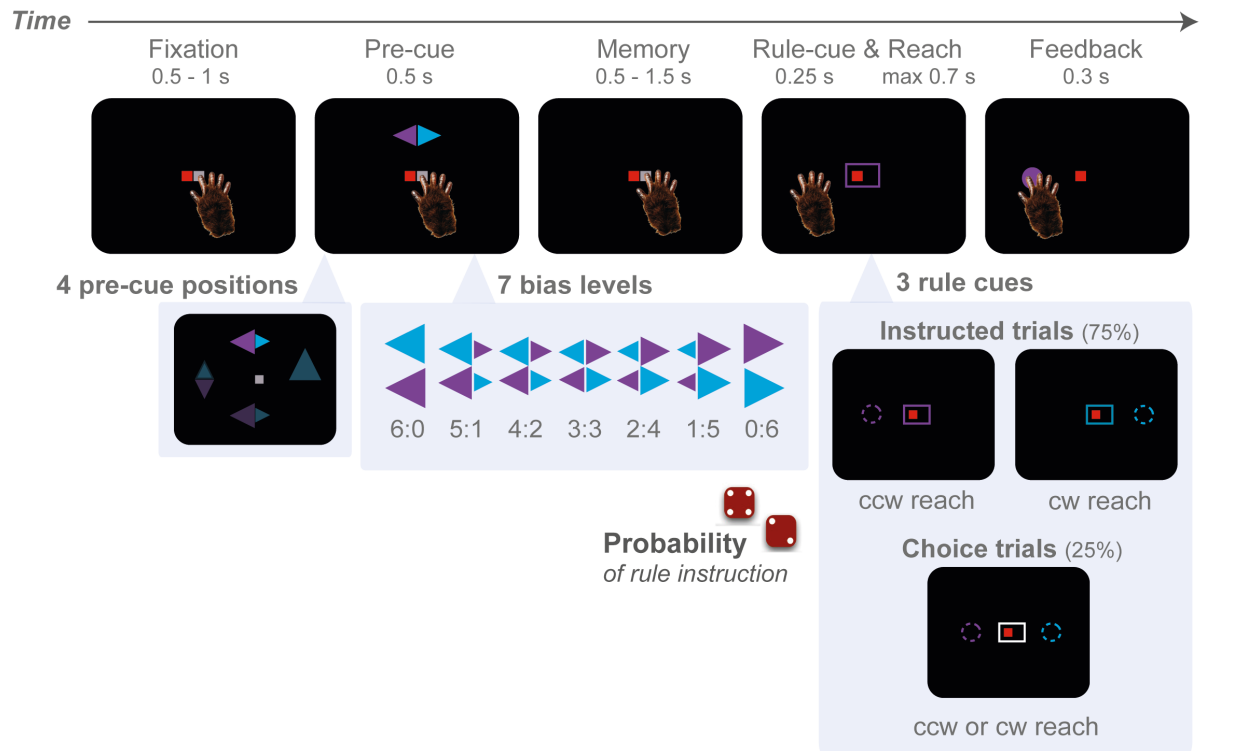 Time
Fixation
0.5 - 1 s
Pre-cue
0.5 s
Memory
0.5 - 1.5 s
Rule-cue & Reach
0.25 s max 0.7 s
Feedback
0.3 s
4 pre-cue positions
7 bias levels
6:0 5:1 4:2 3:3 2:4 1:5 0:6
Probability
of rule instruction
3 rule cues
Instructed trials (75%)
ccw reach
cw reach
Choice trials (25%)
ccw or cw reach